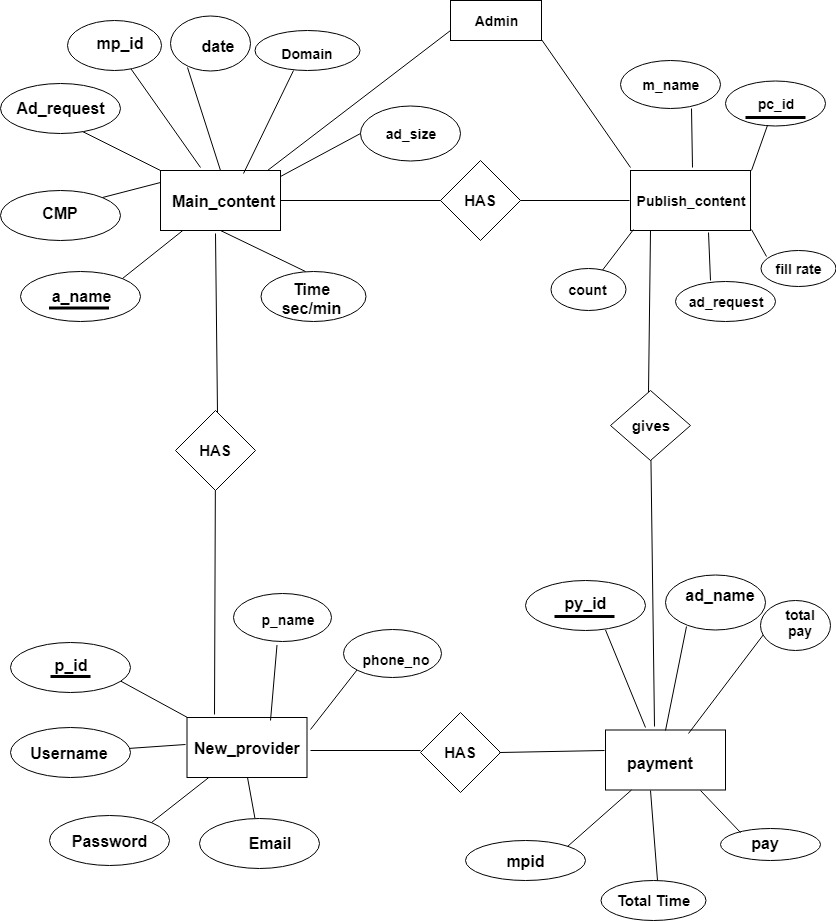 Admin
mp_id
date
Domain
Ad_request
ad_size
m_name
pc_id
CMP
Main_content
HAS
Publish_content
a_name
Time
sec/min
count
ad_request
fill rate
HAS
gives
p_id
p_name
phone_no
py_id
ad_name
total
pay
Username
New_provider
HAS
payment
Password
Email
mpid
Total Time
pay